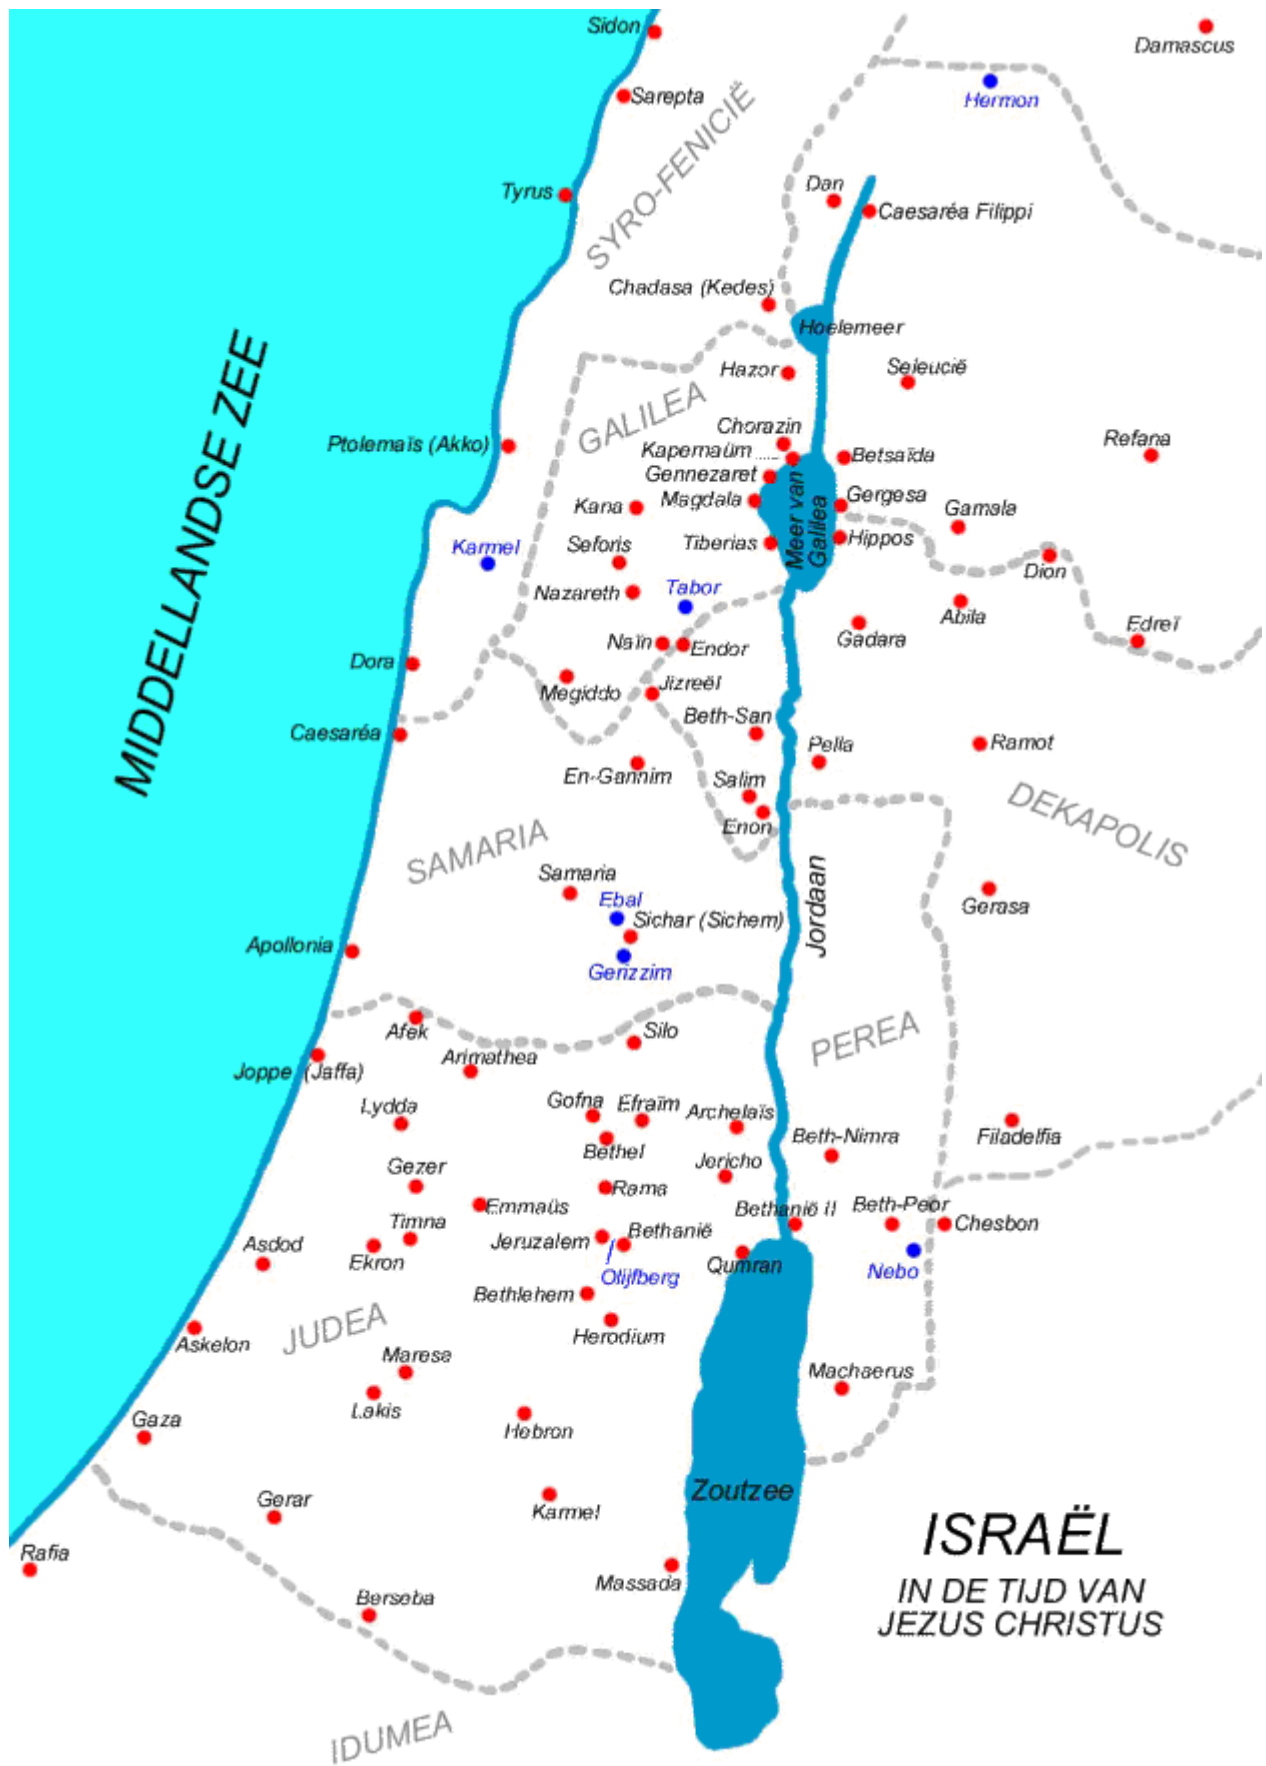 Sidon
Damascus
Hermon
Sarepta
SYRO-FENICIË
Tyrus
Dan
Caesaréa Filippi
Chadasa (Kedes)
Hoelemeer
MIDDELLANDSE ZEE
Hazor
Seleucië
GALILEA
Chorazin
Ptolemaïs (Akko)
Kapernaüm
Betsaïda
Refana
Gennezaret
Magdala
Meer van
Galilea
Gergesa
Kana
Gamala
Karmel
Seforis
Tiberias
Hippos
Dion
Nazareth
Tabor
Abila
Gadara
Edreï
Naïn
Endor
Dora
Megiddo
Jizreël
Beth-San
Caesaréa
Pella
Ramot
En-Gannim
Salim
Enon
DEKAPOLIS
SAMARIA
Samaria
Ebal
Jordaan
Gerasa
Sichar (Sichem)
Apollonia
Gerizzim
Afek
Silo
PEREA
Joppe (Jaffa)
Arimathea
Lydda
Gofna
Efraïm
Archelaïs
Beth-Nimra
Filadelfia
Bethel
Gezer
Jericho
Rama
Emmaüs
Bethanië II
Beth-Peor
Chesbon
Timna
Jeruzalem
Bethanië
Asdod
Ekron
Olijfberg
Qumran
Nebo
Bethlehem
JUDEA
Herodium
Askelon
Maresa
Machaerus
Lakis
Gaza
Hebron
Zoutzee
Gerar
Karmel
ISRAËL
IN DE TIJD VAN
JEZUS CHRISTUS
Rafia
Massada
Berseba
IDUMEA